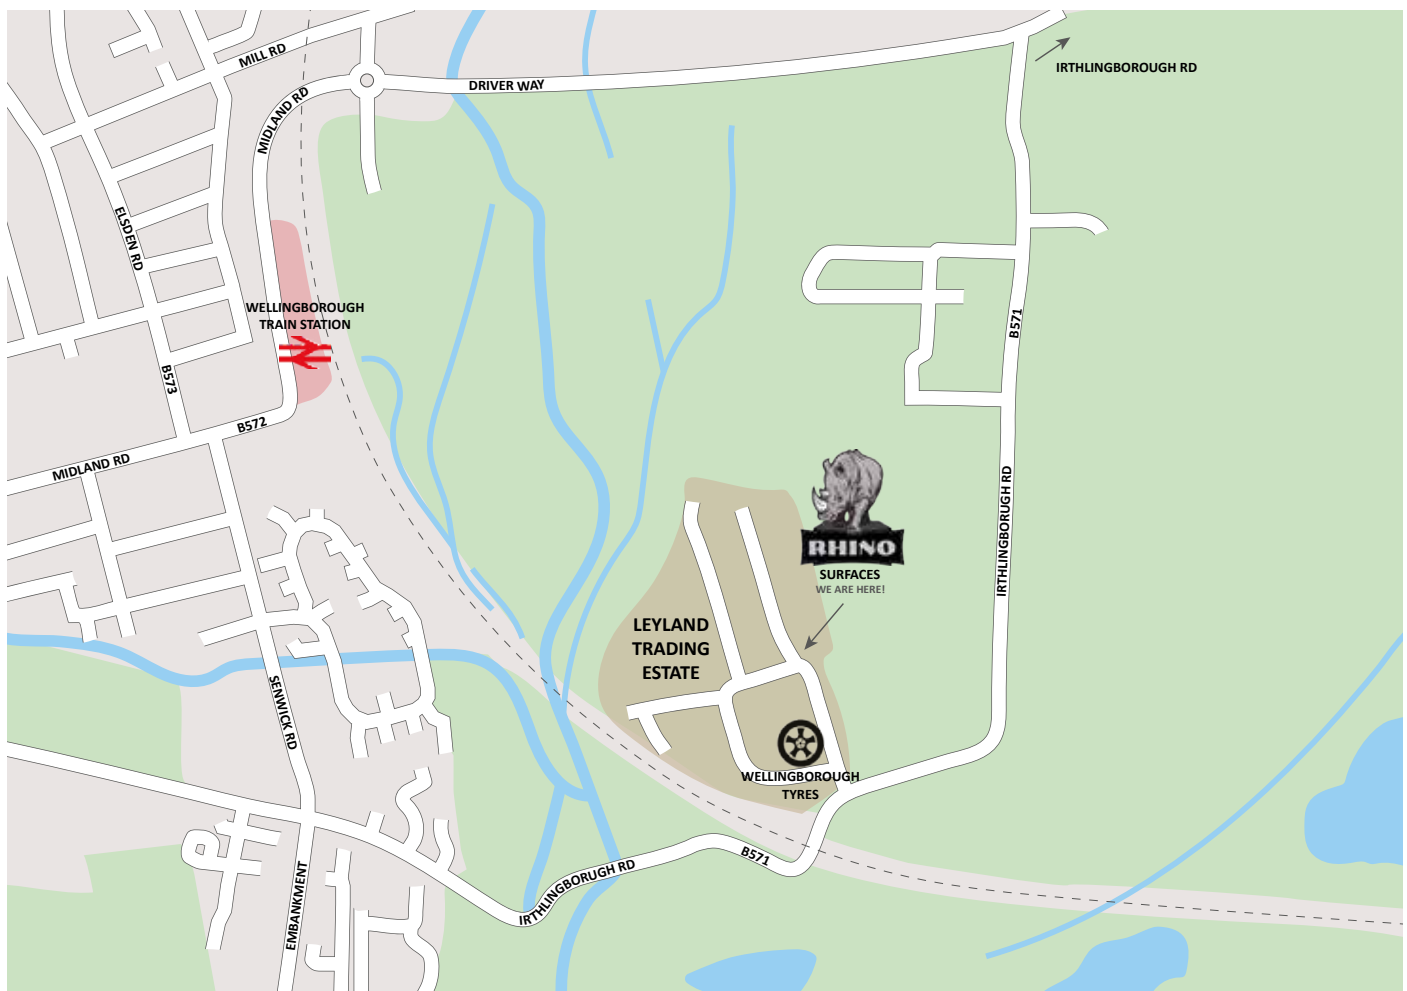 MILL RD
IRTHLINGBOROUGH RD
DRIVER WAY
MIDLAND RD
ELSDEN RD
WELLINGBOROUGH
TRAIN STATION
B571
B573
B572
MIDLAND RD
IRTHLINGBOROUGH RD
RHINO
SURFACES
WE ARE HERE!
LEYLAND
TRADING
ESTATE
SENWICK RD
WELLINGBOROUGH
TYRES
B571
IRTHLINGBORUGH RD
EMBANKMENT